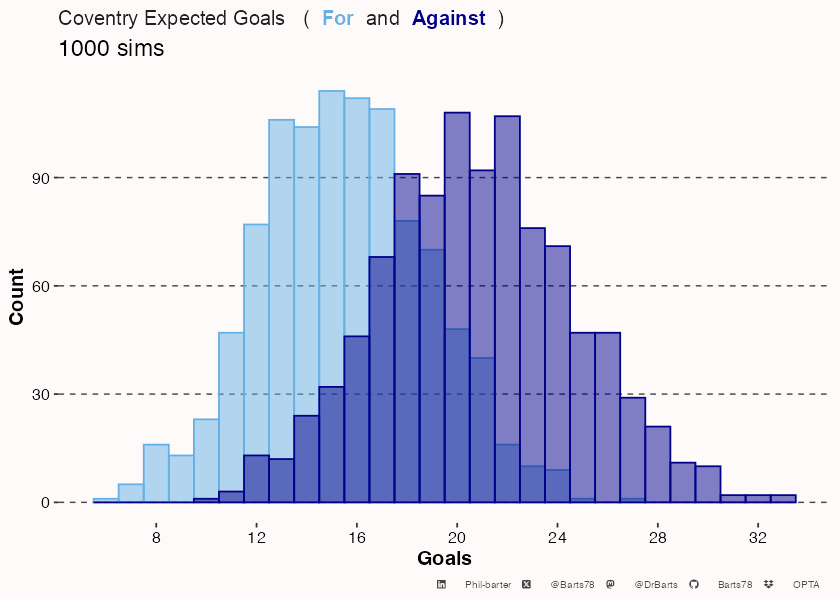 Coventry Expected Goals ( For and Against )
1000 sims
Count
90
60
30
0
8 12 16 20 24 28 32
Goals
Phil-barter @Barts78 @DrBarts Barts78 OPTA